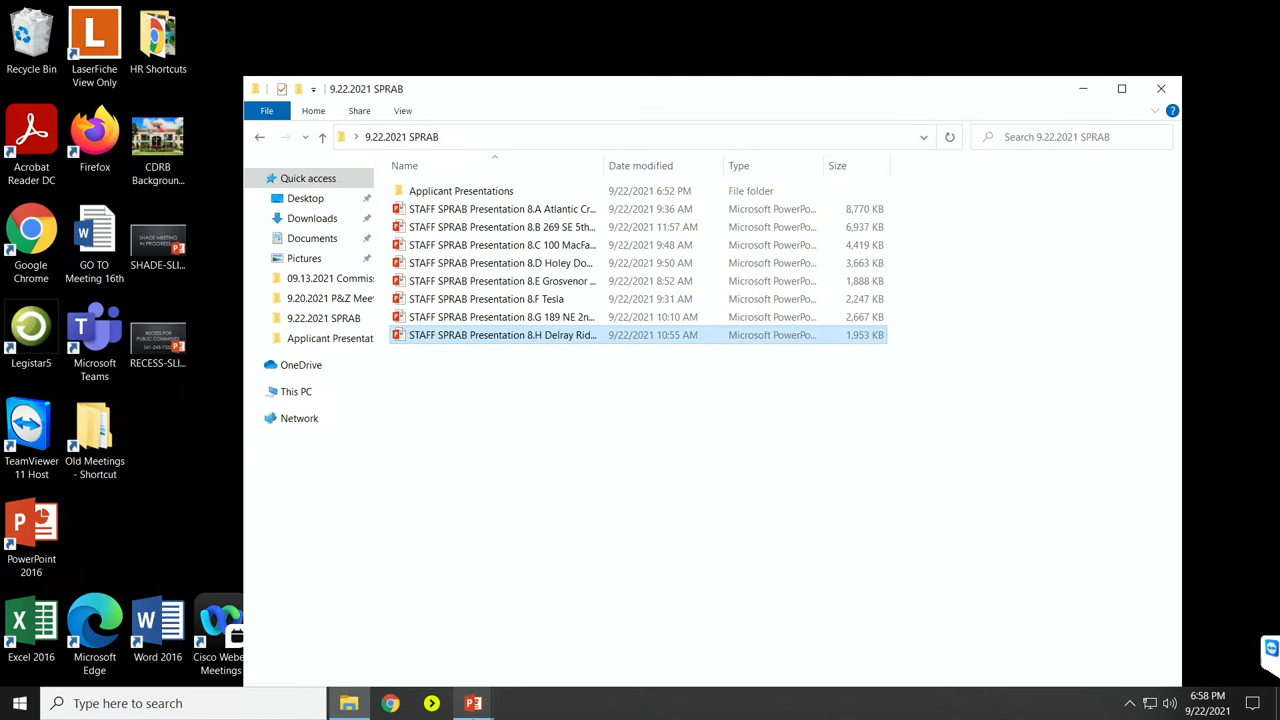 Recycle Bin
LaserFiche
View Only
HR Shortcuts
Acrobat
Reader DC
Firefox
CDRB
Backgroun...
Google
Chrome
GO TO
Meeting 16th
SHADE MEETING
IN PROGRESS
SHADE-SLI...
Legistar5
Microsoft
Teams
RECESS FOR
PUBLIC COMMENTS
RECESS-SLI...
TeamViewer
11 Host
Old Meetings
- Shortcut
PowerPoint
2016
Excel 2016
Microsoft
Edge
Word 2016
Cisco Webe
Meetings
9.22.2021 SPRAB
File Home Share View
9.22.2021 SPRAB
Search 9.22.2021 SPRAB
Quick access
Desktop
Downloads
Documents
Pictures
09.13.2021 Commis
9.20.2021 P&Z Meet
9.22.2021 SPRAB
Applicant Presentat
OneDrive
This PC
Network
Name Date modified Type Size
Applicant Presentations 9/22/2021 6:52 PM File folder
STAFF SPRAB Presentation 8.A Atlantic Cr... 9/22/2021 9:36 AM Microsoft PowerPo... 8,770 KB
STAFF SPRAB Presentation 8.B 269 SE 5th... 9/22/2021 11:57 AM Microsoft PowerPo... 6,937 KB
STAFF SPRAB Presentation 8.C 100 MacFa... 9/22/2021 9:48 AM Microsoft PowerPo... 4,419 KB
STAFF SPRAB Presentation 8.D Holey Do... 9/22/2021 9:50 AM Microsoft PowerPo... 3,663 KB
STAFF SPRAB Presentation 8.E Grosvenor ... 9/22/2021 8:52 AM Microsoft PowerPo... 1,888 KB
STAFF SPRAB Presentation 8.F Tesla 9/22/2021 9:31 AM Microsoft PowerPo... 2,247 KB
STAFF SPRAB Presentation 8.G 189 NE 2n... 9/22/2021 10:10 AM Microsoft PowerPo... 2,667 KB
STAFF SPRAB Presentation 8.H Delray Rid... 9/22/2021 10:55 AM Microsoft PowerPo... 1,953 KB
Type here to search
6:58 PM
9/22/2021